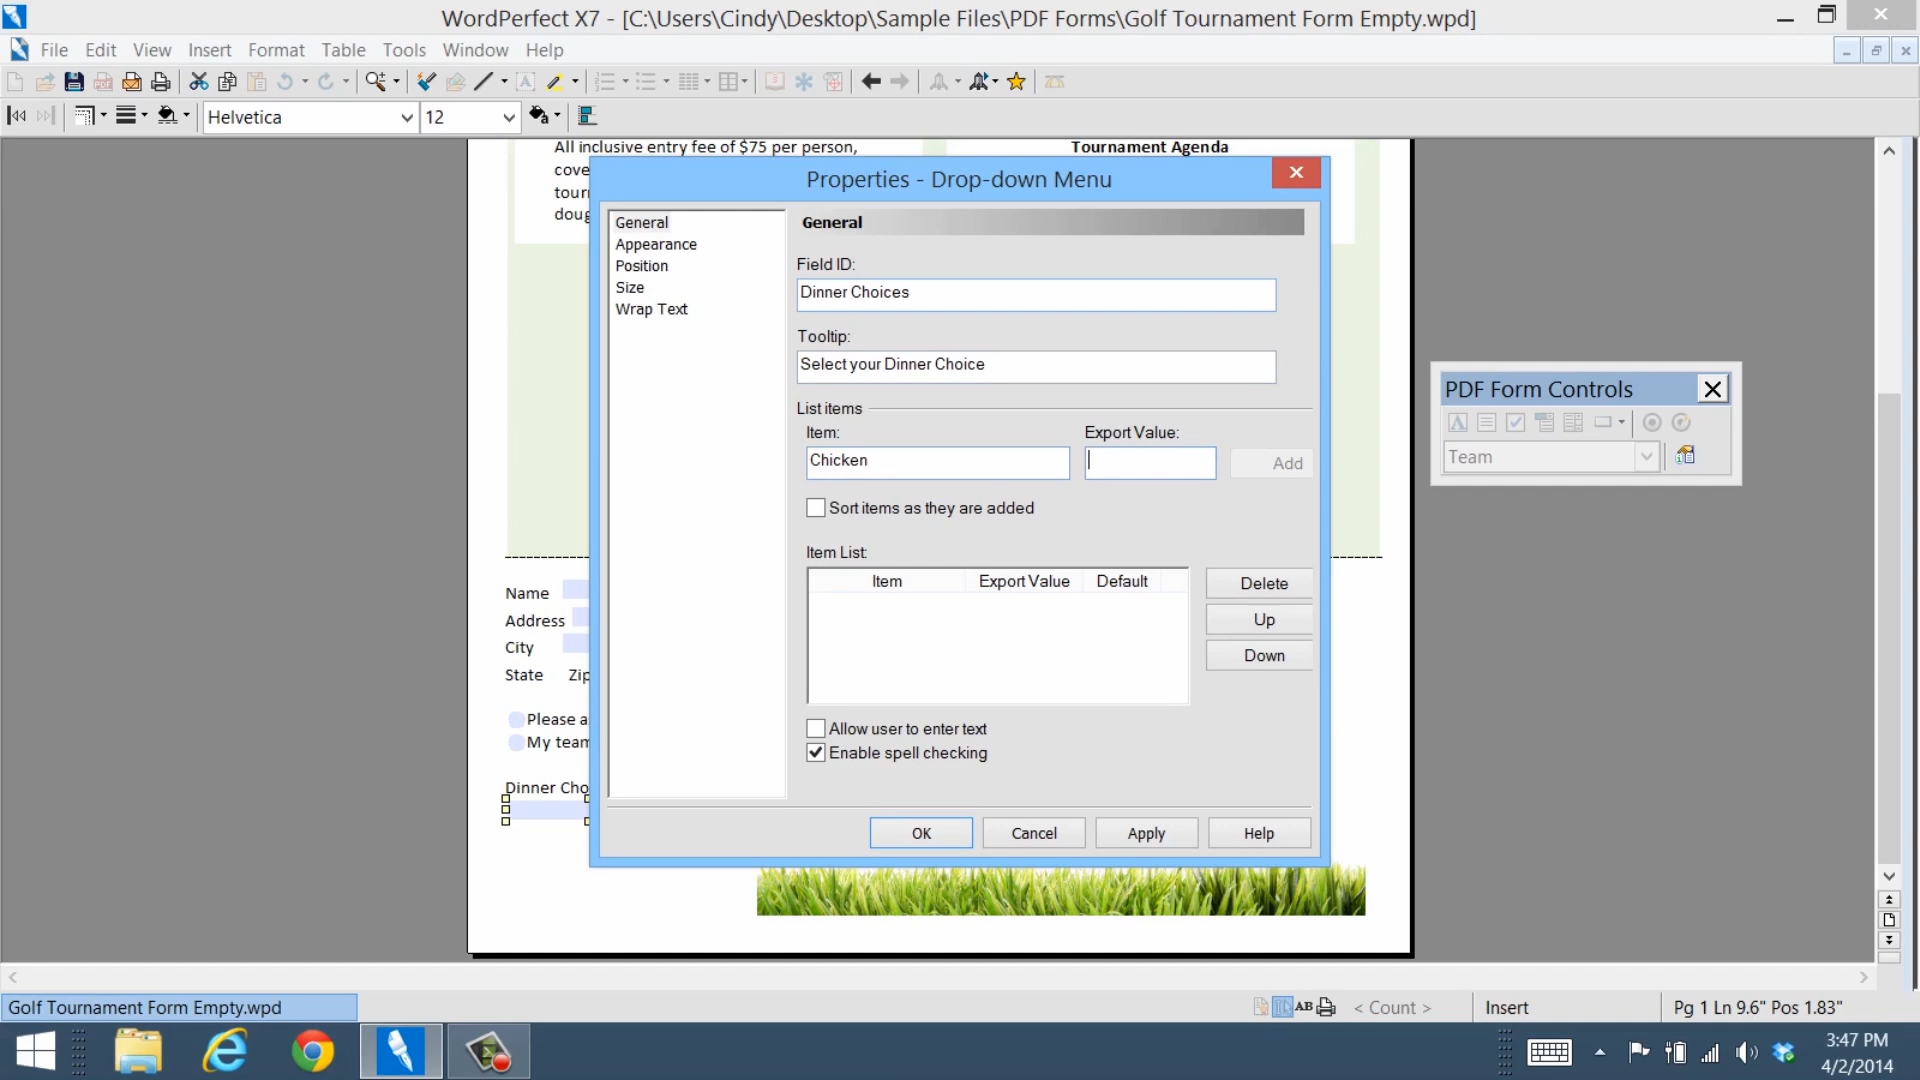 WordPerfect X7 - [C:\Users\Cindy\Desktop\Sample Files\PDF Forms\Golf Tournament Form Empty.wpd]
File Edit View Insert Format Table Tools Window Help
Helvetica 12
All inclusive entry fee of $75 per person,
Tournament Agenda
cove
tourn
doug
Properties - Drop-down Menu
General
Appearance
Position
Size
Wrap Text
General
Field ID:
Dinner Choices
Tooltip:
Select your Dinner Choice
List items
Item: Export Value:
Chicken Add
Sort items as they are added
Item List:
Item Export Value Default
Delete
Up
Down
Allow user to enter text
Enable spell checking
OK Cancel Apply Help
PDF Form Controls
Team
Name
Address
City
State Zip
Please a
My team
Dinner Cho
Golf Tournament Form Empty.wpd
AB < Count > Insert Pg 1 Ln 9.6" Pos 1.83"
3:47 PM
4/2/2014